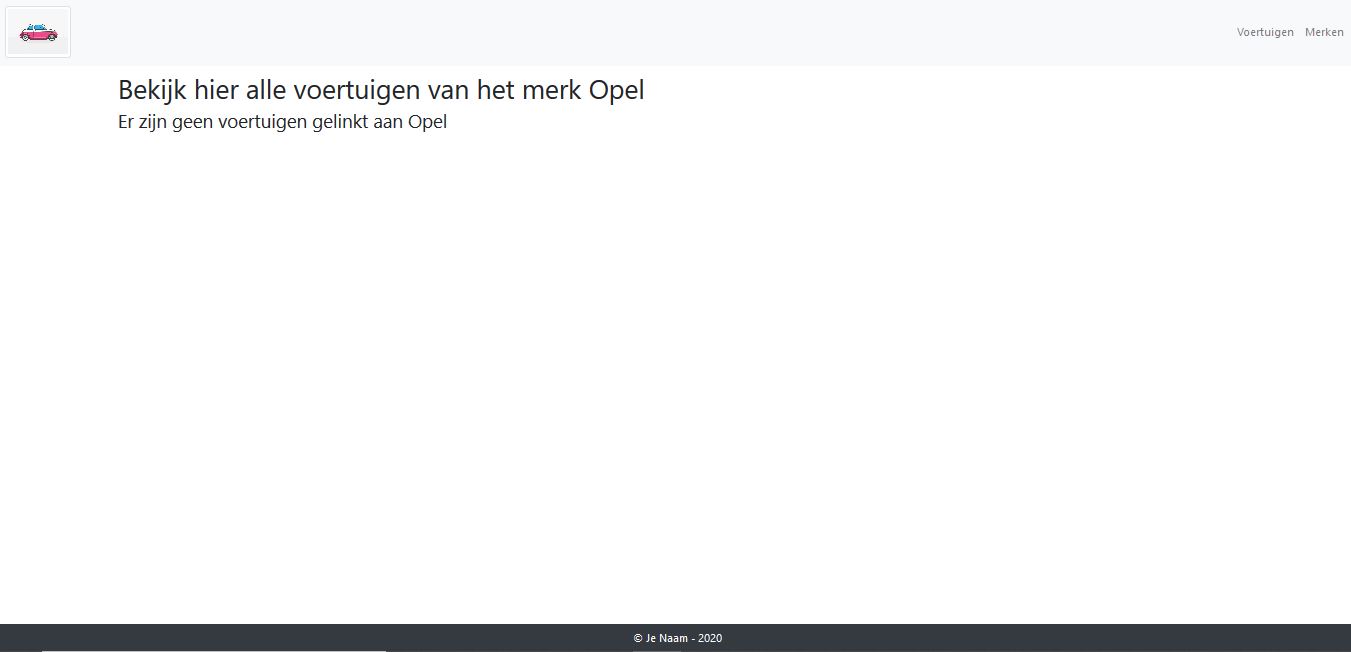 Voertuigen Merken
Bekijk hier alle voertuigen van het merk Opel
Er zijn geen voertuigen gelinkt aan Opel
© Je Naam - 2020